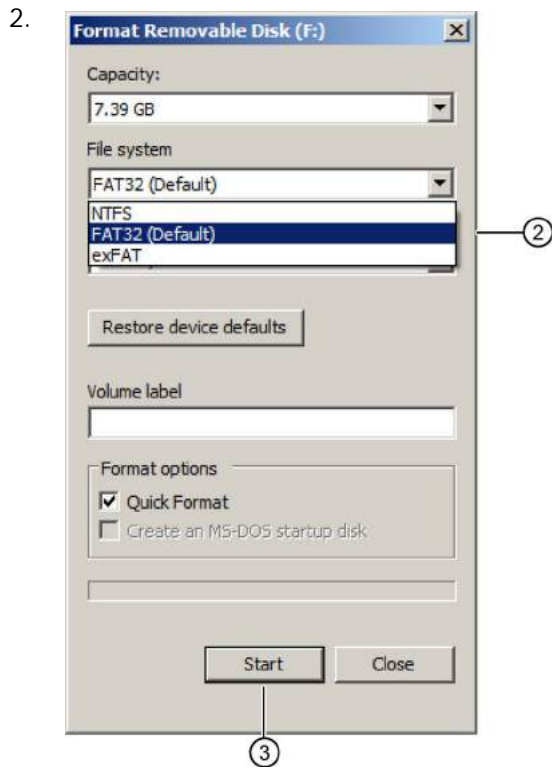 2.
Format Removable Disk (F:)
Capacity:
7.39 GB
File system
FAT32 (Default)
NTFS
FAT32 (Default)
exFAT
2
Restore device defaults
Volume label
Format options
Quick Format
Create an MS-DOS startup disk
Start Close
3